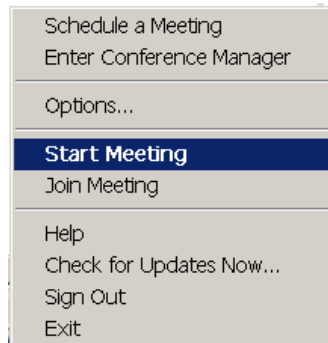 Schedule a Meeting
Enter Conference Manager
Options...
Start Meeting
Join Meeting
Help
Check for Updates Now...
Sign Out
Exit